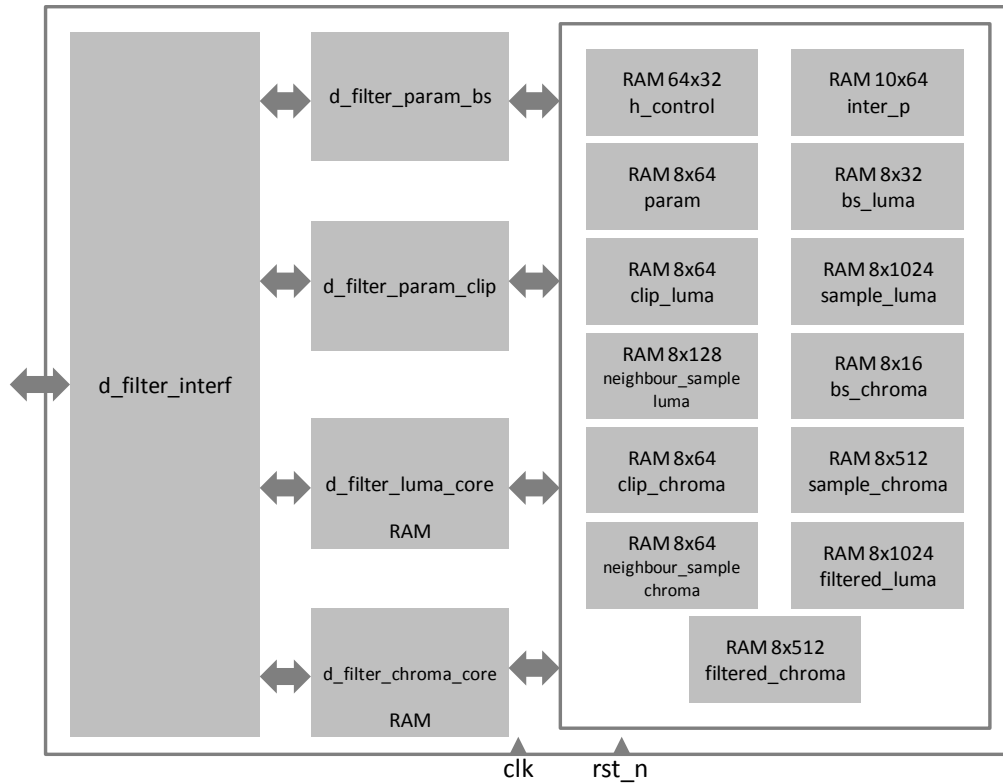 d_filter_interf
d_filter_param_bs
d_filter_param_clip
d_filter_luma_core
RAM
d_filter_chroma_core
RAM
RAM 64x32
h_control
RAM 10x64
inter_p
RAM 8x64
param
RAM 8x32
bs_luma
RAM 8x64
clip_luma
RAM 8x1024
sample_luma
RAM 8x128
neighbour_sample
luma
RAM 8x16
bs_chroma
RAM 8x64
clip_chroma
RAM 8x512
sample_chroma
RAM 8x64
neighbour_sample
chroma
RAM 8x1024
filtered_luma
RAM 8x512
filtered_chroma
clk
rst_n